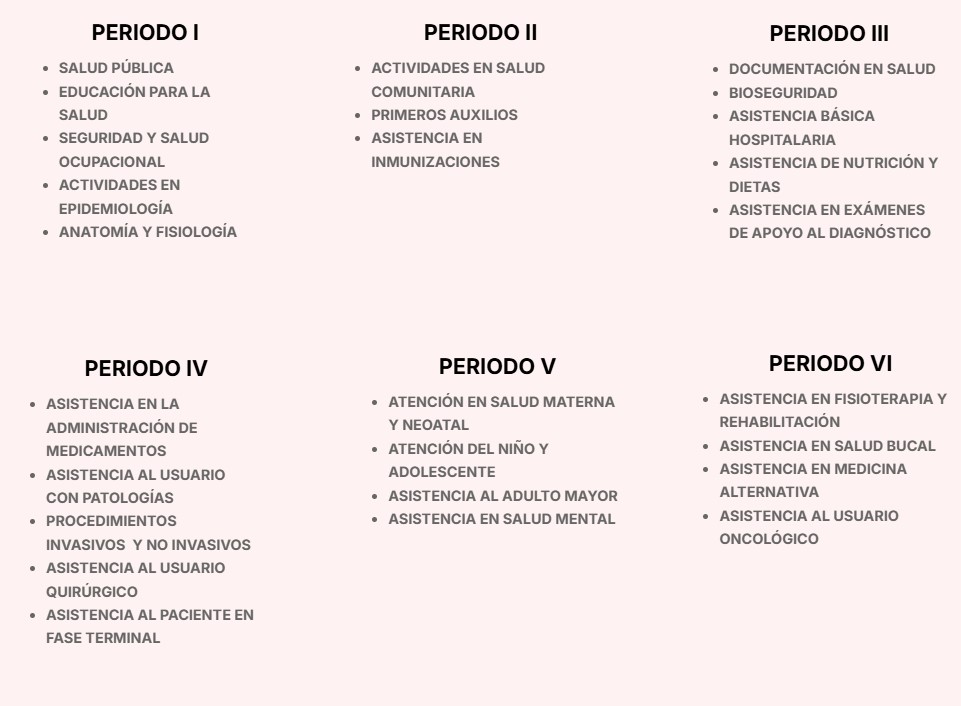 PERIODO I
• SALUD PÚBLICA
• EDUCACIÓN PARA LA
SALUD
• SEGURIDAD Y SALUD
OCUPACIONAL
• ACTIVIDADES EN
EPIDEMIOLOGÍA
• ANATOMÍA Y FISIOLOGÍA
PERIODO II
• ACTIVIDADES EN SALUD
COMUNITARIA
• PRIMEROS AUXILIOS
• ASISTENCIA EN
INMUNIZACIONES
PERIODO III
• DOCUMENTACIÓN EN SALUD
• BIOSEGURIDAD
• ASISTENCIA BÁSICA
HOSPITALARIA
• ASISTENCIA DE NUTRICIÓN Y
DIETAS
• ASISTENCIA EN EXÁMENES
DE APOYO AL DIAGNÓSTICO
PERIODO IV
• ASISTENCIA EN LA
ADMINISTRACIÓN DE
MEDICAMENTOS
• ASISTENCIA AL USUARIO
CON PATOLOGÍAS
• PROCEDIMIENTOS
INVASIVOS  Y NO INVASIVOS
• ASISTENCIA AL USUARIO
QUIRÚRGICO
• ASISTENCIA AL PACIENTE EN
FASE TERMINAL
PERIODO V
• ATENCIÓN EN SALUD MATERNA
Y NEOATAL
• ATENCIÓN DEL NIÑO Y
ADOLESCENTE
• ASISTENCIA AL ADULTO MAYOR
• ASISTENCIA EN SALUD MENTAL
PERIODO VI
• ASISTENCIA EN FISIOTERAPIA Y
REHABILITACIÓN
• ASISTENCIA EN SALUD BUCAL
• ASISTENCIA EN MEDICINA
ALTERNATIVA
• ASISTENCIA AL USUARIO
ONCOLÓGICO